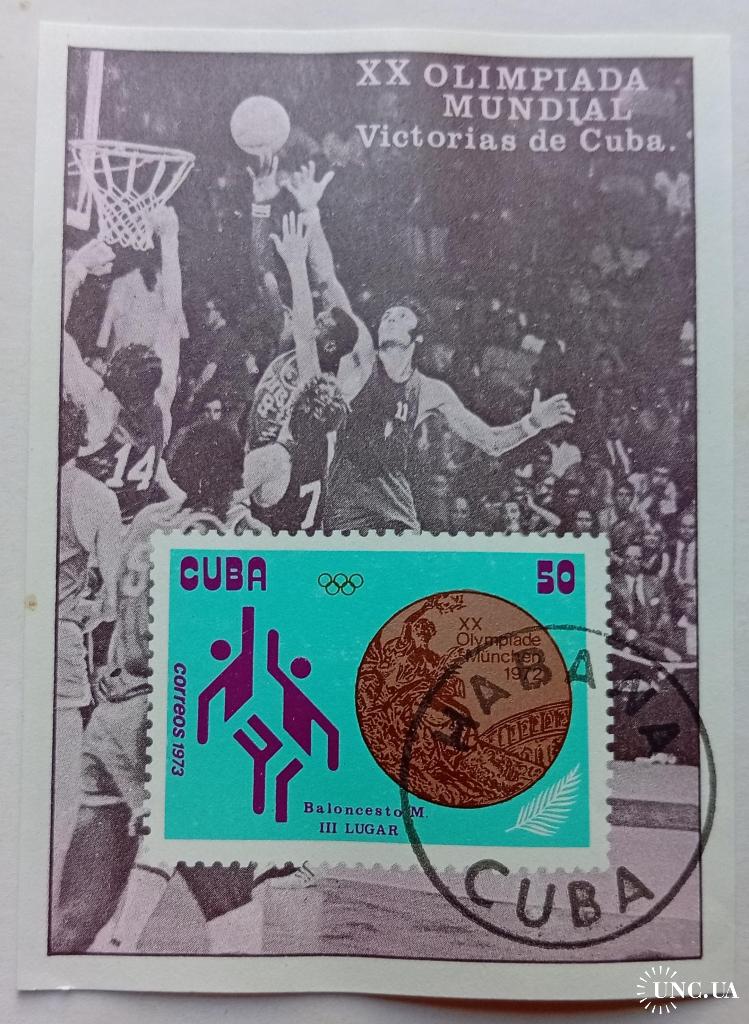 XX OLIMPIADA
MUNDIAL
Victorias de Cuba.
14
11
7
CUBA
50
XX
Olympiade
München
1972
correos 1973
Baloncesto M.
III LUGAR
HABANA
CUBA
UNC.UA